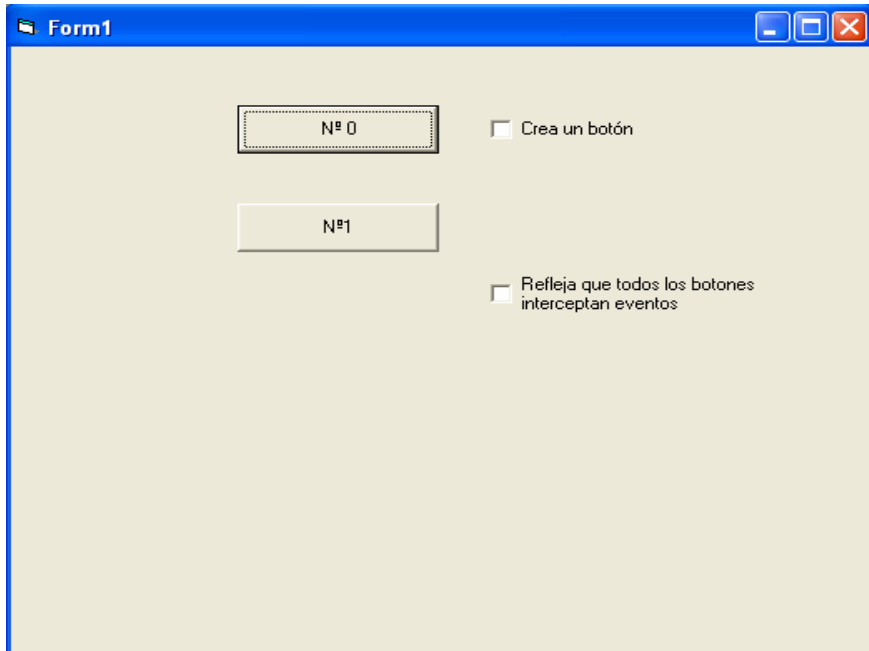 Form1
Nº 0
Crea un botón
Nº1
Refleja que todos los botones
interceptan eventos